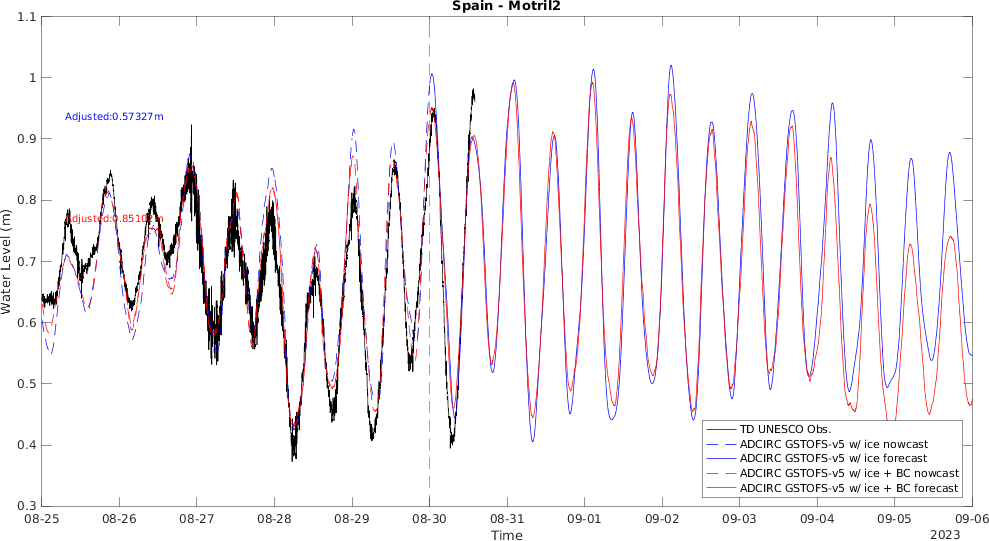 Spain - Motril2
Water Level (m)
1.1
1
0.9
0.8
0.7
0.6
0.5
0.4
0.3
Adjusted:0.57327m
Adjusted:0.85102m
TD UNESCO Obs.
ADCIRC GSTOFS-v5 w/ ice nowcast
ADCIRC GSTOFS-v5 w/ ice forecast
ADCIRC GSTOFS-v5 w/ ice + BC nowcast
ADCIRC GSTOFS-v5 w/ ice + BC forecast
08-25 08-26 08-27 08-28 08-29 08-30 08-31 09-01 09-02 09-03 09-04 09-05 09-06
Time
2023